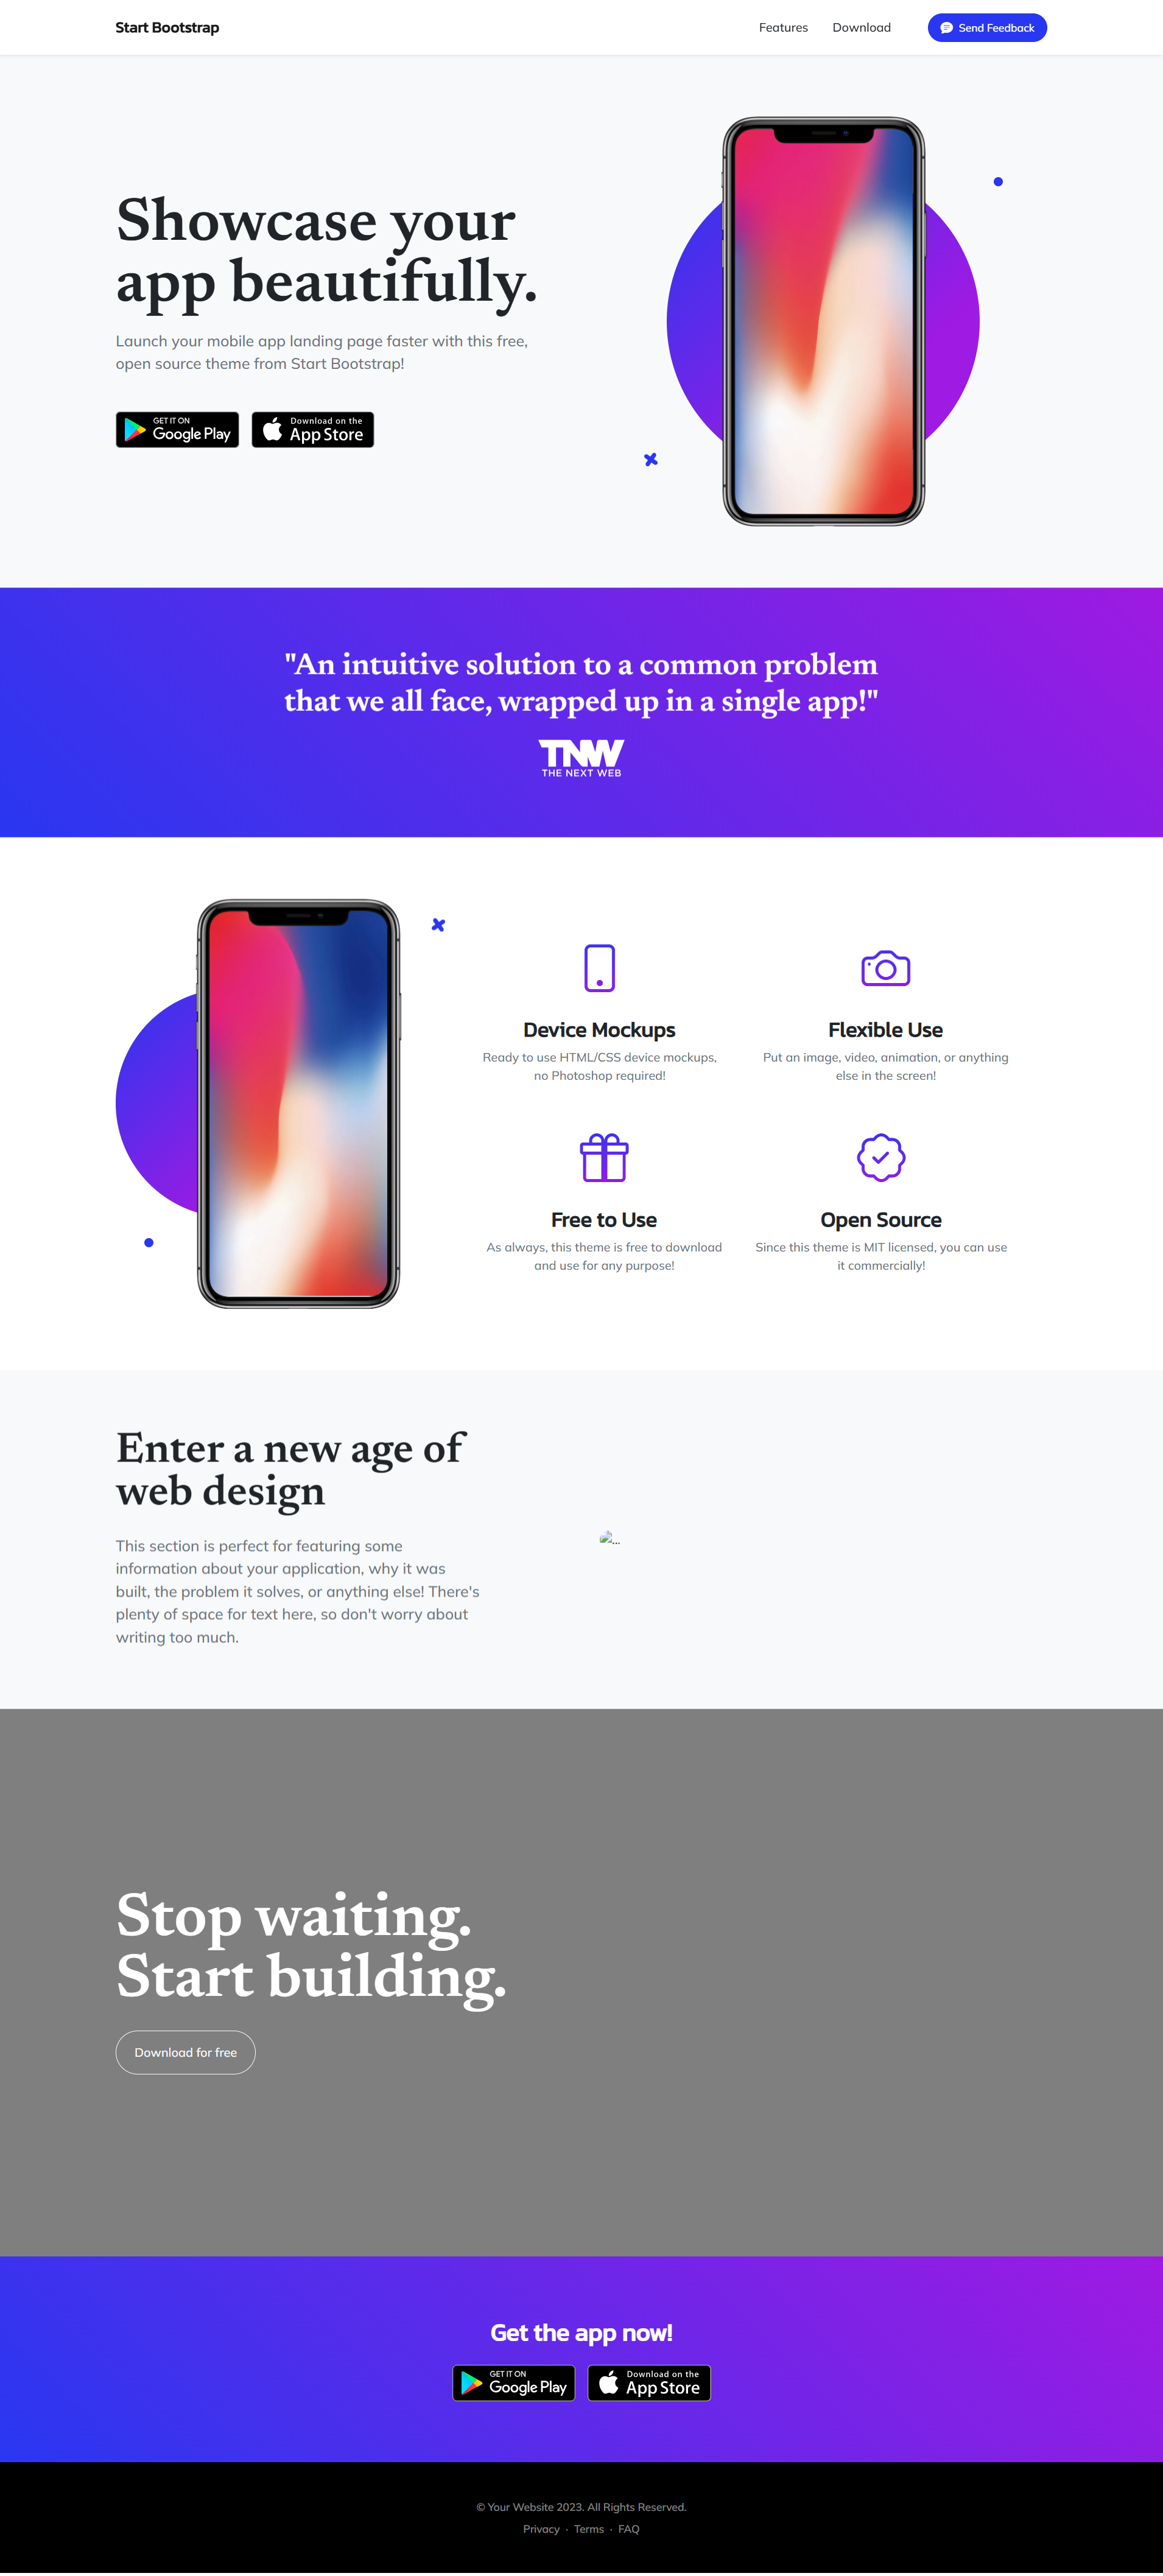 Start Bootstrap
Features
Download
Send Feedback
Showcase your
app beautifully.
Launch your mobile app landing page faster with this free,
open source theme from Start Bootstrap!
GET IT ON
Google Play
Download on the
App Store
"An intuitive solution to a common problem
that we all face, wrapped up in a single app!"
TNW
THE NEXT WEB
Device Mockups
Ready to use HTML/CSS device mockups,
no Photoshop required!
Flexible Use
Put an image, video, animation, or anything
else in the screen!
Free to Use
As always, this theme is free to download
and use for any purpose!
Open Source
Since this theme is MIT licensed, you can use
it commercially!
Enter a new age of
web design
This section is perfect for featuring some
information about your application, why it was
built, the problem it solves, or anything else! There's
plenty of space for text here, so don't worry about
writing too much.
...
Stop waiting.
Start building.
Download for free
Get the app now!
GET IT ON
Google Play
Download on the
App Store
© Your Website 2023. All Rights Reserved.
Privacy · Terms · FAQ